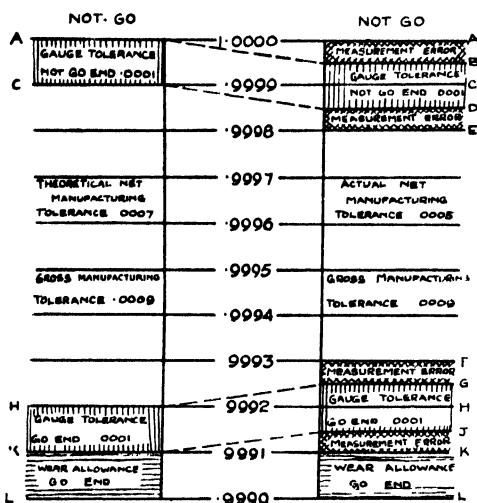 NOT-GO
NOT GO
A
1.0000
A
MEASUREMENT ERROR
GAUGE TOLERANCE
NOT GO END .0001
B
GAUGE TOLERANCE
NOT GO END 0001
C
.9999
C
D
MEASUREMENT ERROR
.9998
E
.9997
THEORETICAL NET
MANUFACTURING
TOLERANCE 0007
ACTUAL NET
MANUFACTURING
TOLERANCE 0005
.9996
.9995
GROSS MANUFACTURING
TOLERANCE .0009
GROSS MANUFACTURING
TOLERANCE 0009
.9994
.9993
F
MEASUREMENT ERROR
G
H
.9992
H
GAUGE TOLERANCE
GO END 0001
GAUGE TOLERANCE
GO END 0001
J
MEASUREMENT ERROR
K
.9991
K
WEAR ALLOWANCE
GO END
WEAR ALLOWANCE
GO END
L
.9990
L